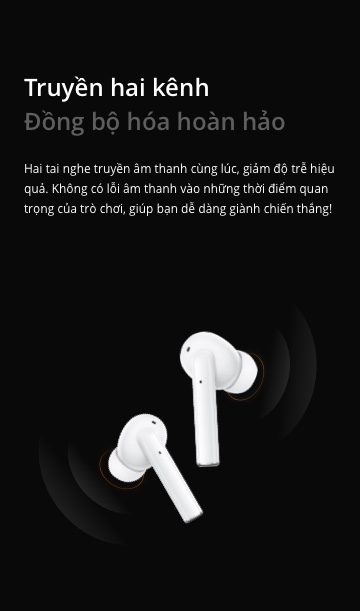 Truyền hai kênh
Đồng bộ hóa hoàn hảo
Hai tai nghe truyền âm thanh cùng lúc, giảm độ trễ hiệu
quả. Không có lỗi âm thanh vào những thời điểm quan
trọng của trò chơi, giúp bạn dễ dàng giành chiến thắng!